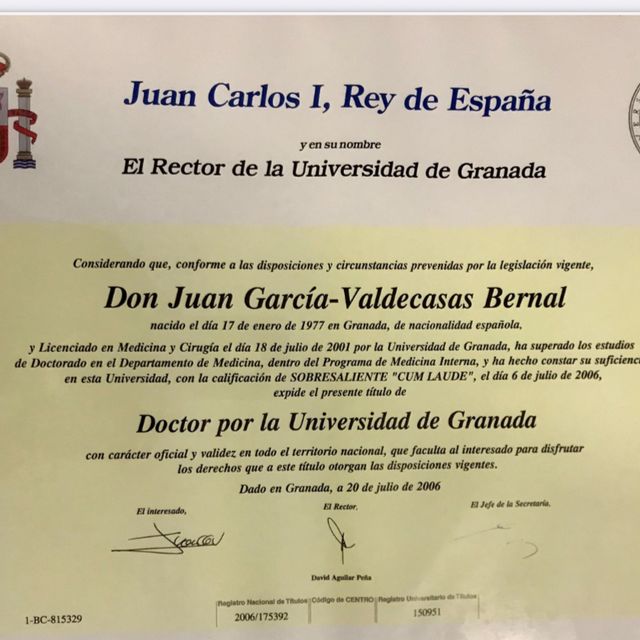 Juan Carlos I, Rey de España
y en su nombre
El Rector de la Universidad de Granada
Considerando que, conforme a las disposiciones y circunstancias prevenidas por la legislación vigente,
Don Juan García-Valdecasas Bernal
nacido el día 17 de enero de 1977 en Granada, de nacionalidad española,
y Licenciado en Medicina y Cirugía el día 18 de julio de 2001 por la Universidad de Granada, ha superado los estudios
de Doctorado en el Departamento de Medicina, dentro del Programa de Medicina Interna, y ha hecho constar su suficienc
en esta Universidad, con la calificación de SOBRESALIENTE "CUM LAUDE", el día 6 de julio de 2006,
expide el presente título de
Doctor por la Universidad de Granada
con carácter oficial y validez en todo el territorio nacional, que faculta al interesado para disfrutar
los derechos que a este título otorgan las disposiciones vigentes.
Dado en Granada, a 20 de julio de 2006
El interesado, El Rector, El Jefe de la Secretaría,
David Aguilar Peña
Registro Nacional de Títulos Código de CENTRO Registro Universitario de Títulos
1-BC-815329 2006/175392 150951